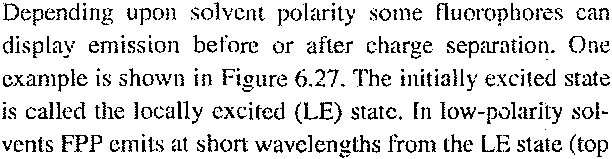 Depending upon solvent polarity some fluorophores can
display emission before or after charge separation. One
example is shown in Figure 6.27. The initially excited state
is called the locally excited (LE) state. In low-polarity sol-
vents FPP emits at short wavelengths from the LE state (top